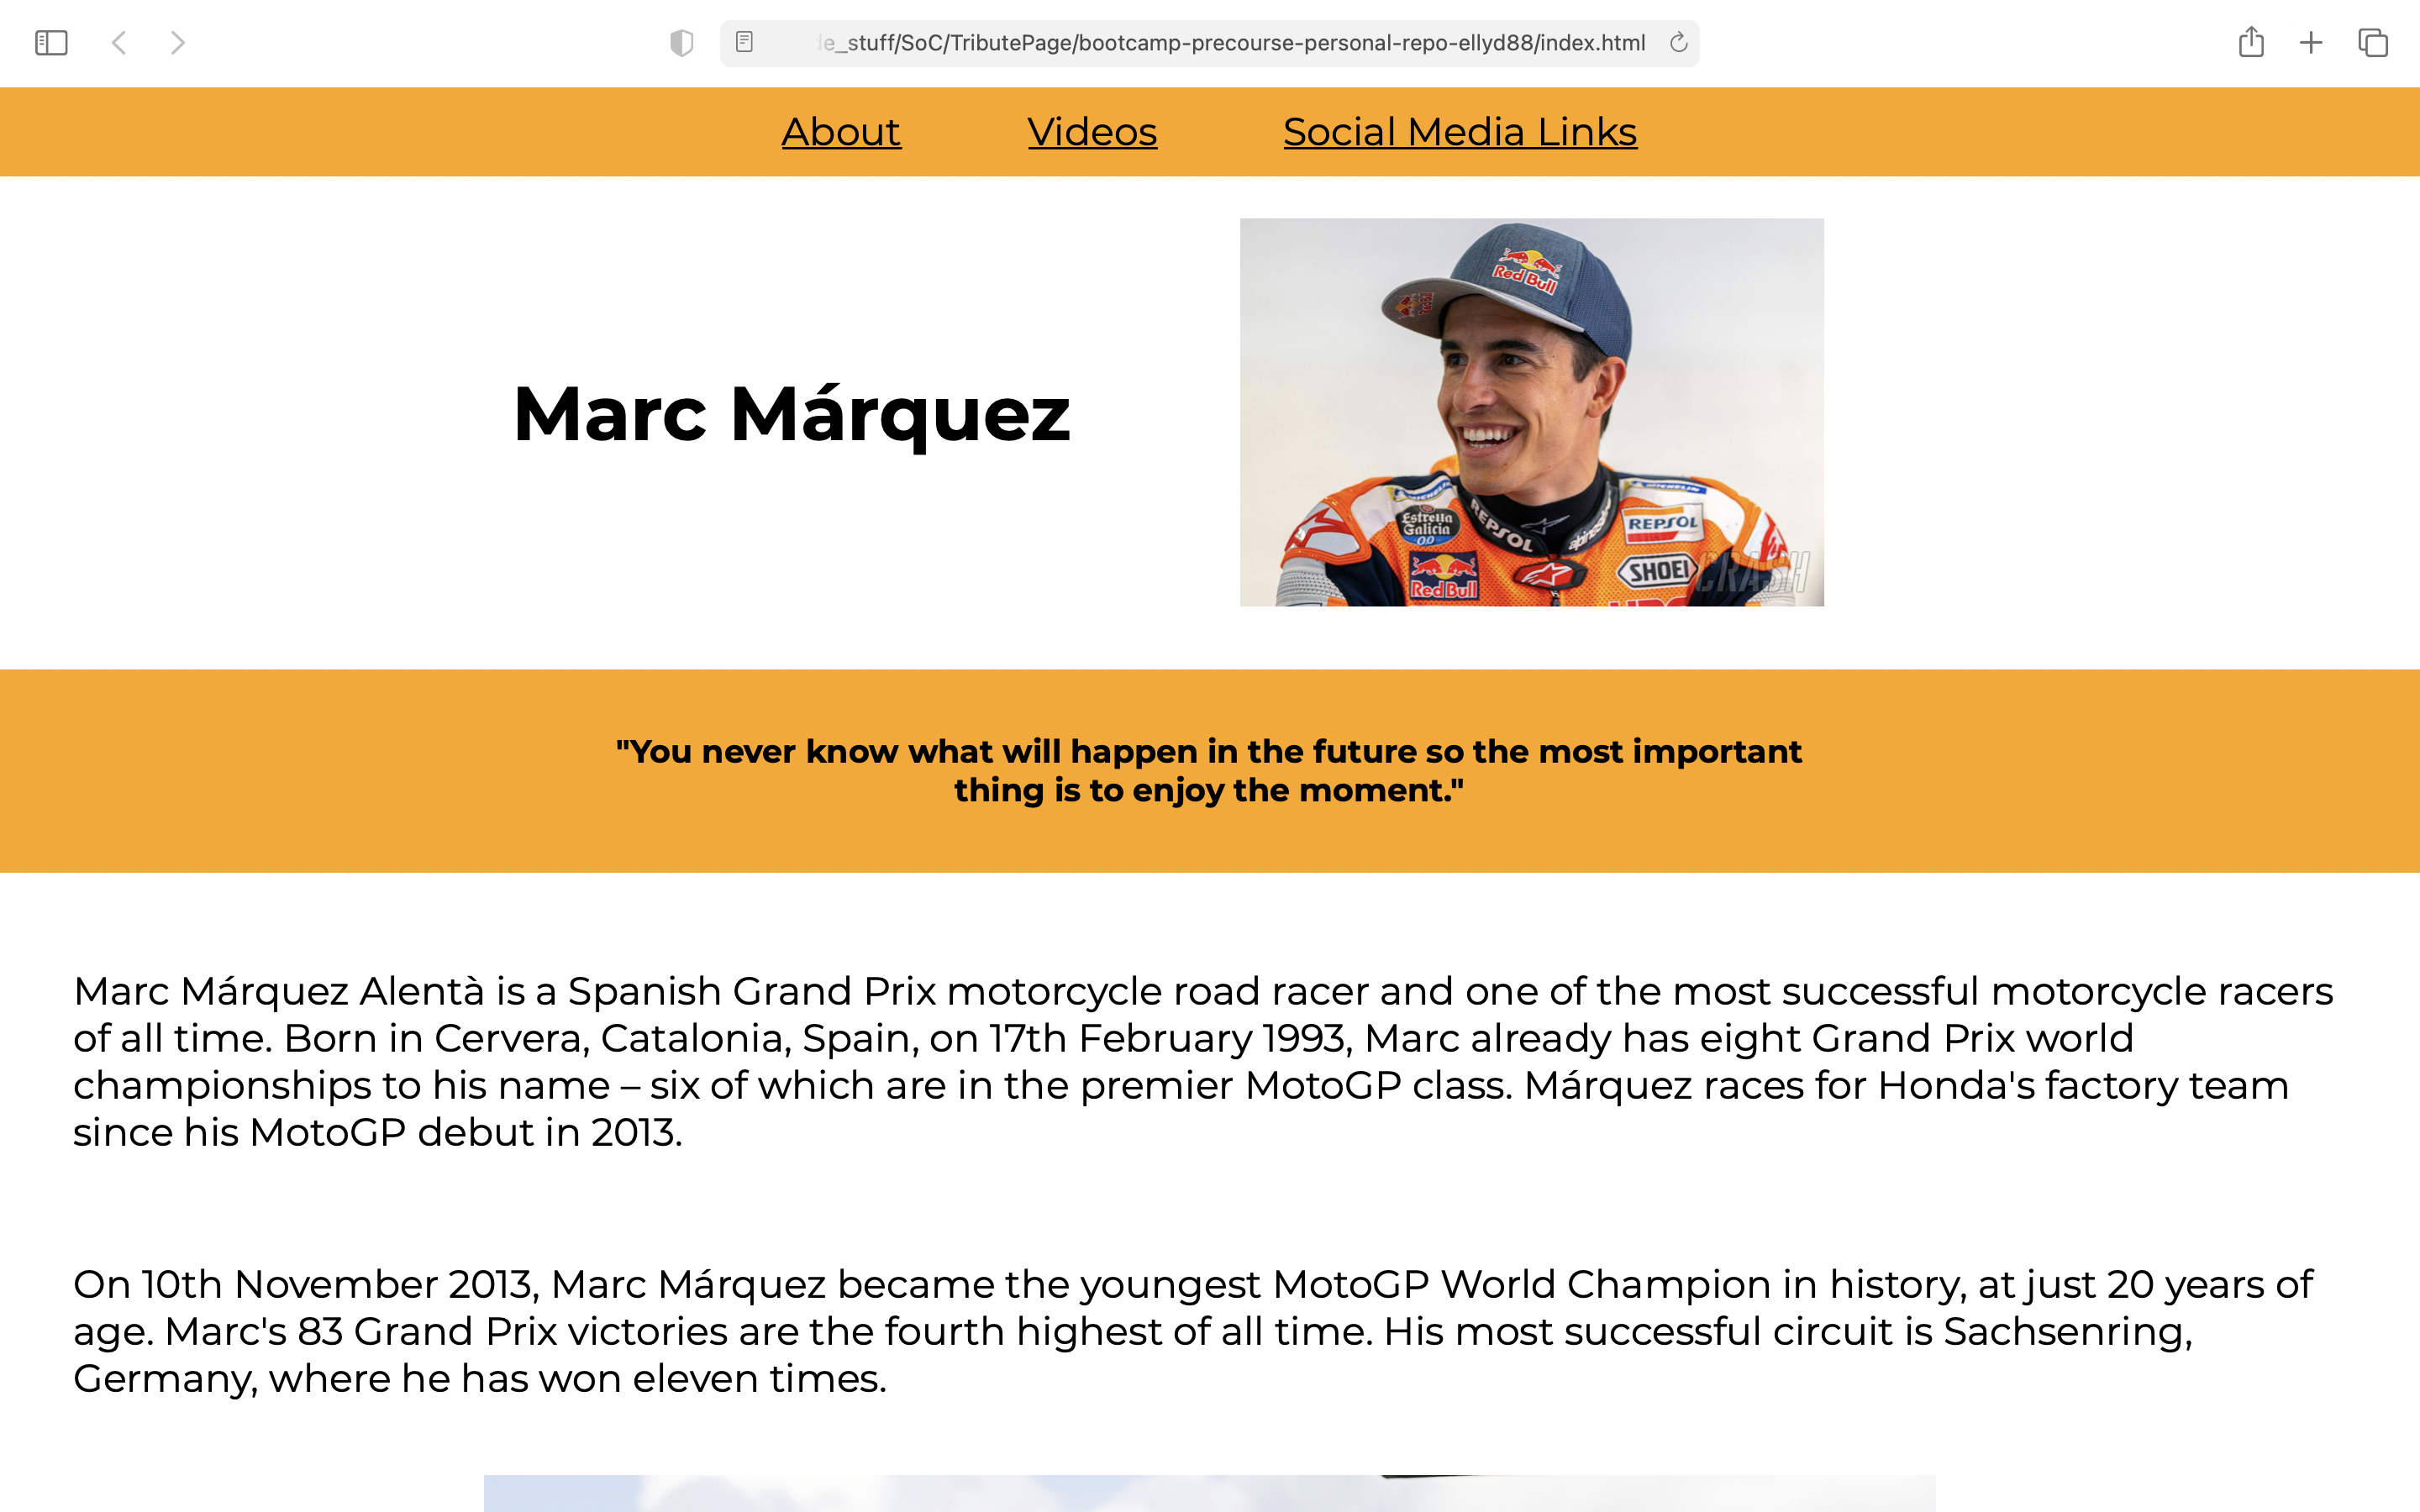 de_stuff/SoC/TributePage/bootcamp-precourse-personal-repo-ellyd88/index.html
About Videos Social Media Links
Red Bull
Marc Márquez
MICHELIN
Estrella
Galicia
0,0
REPSOL
alpinestars
REPSOL
Red Bull
SHOEI
CRASH
"You never know what will happen in the future so the most important
thing is to enjoy the moment."
Marc Márquez Alentà is a Spanish Grand Prix motorcycle road racer and one of the most successful motorcycle racers
of all time. Born in Cervera, Catalonia, Spain, on 17th February 1993, Marc already has eight Grand Prix world
championships to his name – six of which are in the premier MotoGP class. Márquez races for Honda's factory team
since his MotoGP debut in 2013.
On 10th November 2013, Marc Márquez became the youngest MotoGP World Champion in history, at just 20 years of
age. Marc's 83 Grand Prix victories are the fourth highest of all time. His most successful circuit is Sachsenring,
Germany, where he has won eleven times.